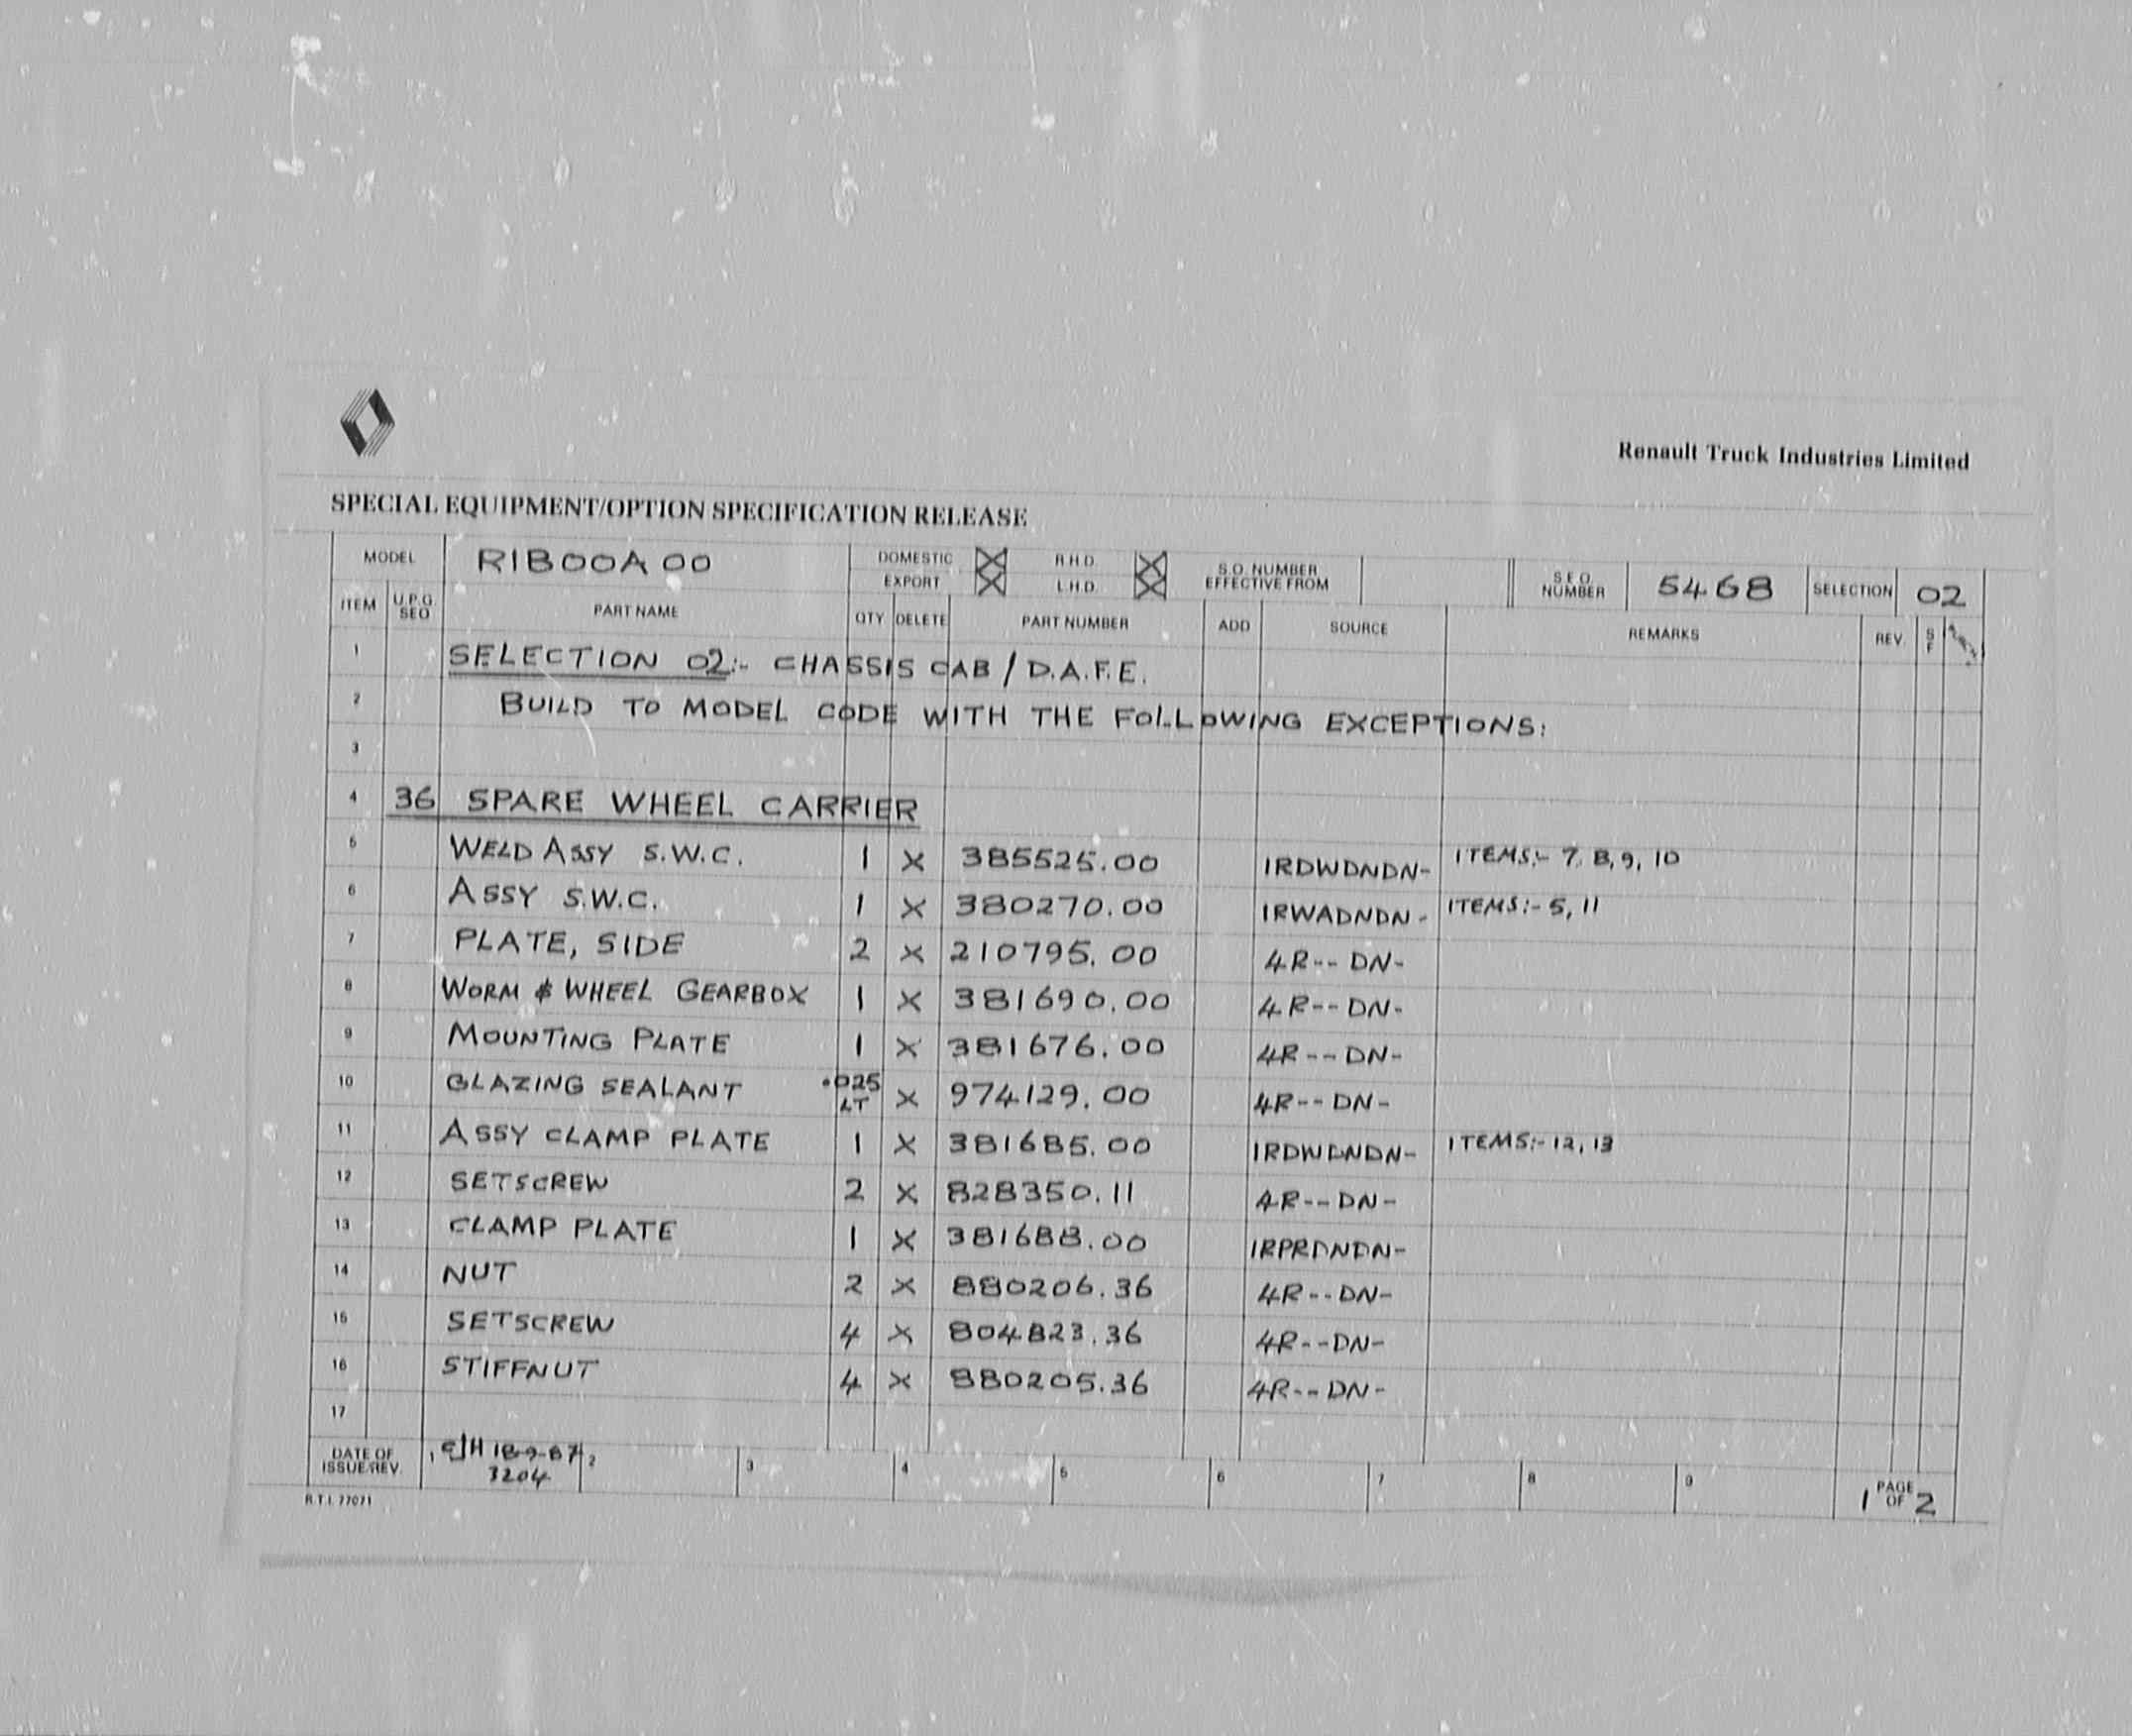 Renault Truck Industries Limited
SPECIAL EQUIPMENT/OPTION SPECIFICATION RELEASE
MODEL R1B00A00 DOMESTIC EXPORT R.H.D. L.H.D. S.O. NUMBER EFFECTIVE FROM S.E.O. NUMBER 5468 SELECTION 02
ITEM U.P.G. SEQ PART NAME QTY DELETE PART NUMBER ADD SOURCE REMARKS REV. S F
1 SELECTION 02:- CHASSIS CAB / D.A.F.E.
2 BUILD TO MODEL CODE WITH THE FOLLOWING EXCEPTIONS:
3
4 36 SPARE WHEEL CARRIER
5 WELD ASSY S.W.C. 1 X 385525.00 1RDWDNDN- ITEMS:- 7, 8, 9, 10
6 ASSY S.W.C. 1 X 380270.00 1RWADNDN- ITEMS:- 5, 11
7 PLATE, SIDE 2 X 210795.00 4R--DN-
8 WORM & WHEEL GEARBOX 1 X 381690.00 4R--DN-
9 MOUNTING PLATE 1 X 381676.00 4R--DN-
10 GLAZING SEALANT .025 LT X 974129.00 4R--DN-
11 ASSY CLAMP PLATE 1 X 381685.00 1RDWDNDN- ITEMS:- 12, 13
12 SETSCREW 2 X 828350.11 4R--DN-
13 CLAMP PLATE 1 X 381688.00 1RPRDNDN-
14 NUT 2 X 880206.36 4R--DN-
15 SETSCREW 4 X 804823.36 4R--DN-
16 STIFFNUT 4 X 880205.36 4R--DN-
17
DATE OF ISSUE/REV. 1 EJH 18-9-87 3204 2 3 4 5 6 7 8 9 1 PAGE OF 2
R.T.I. 77071